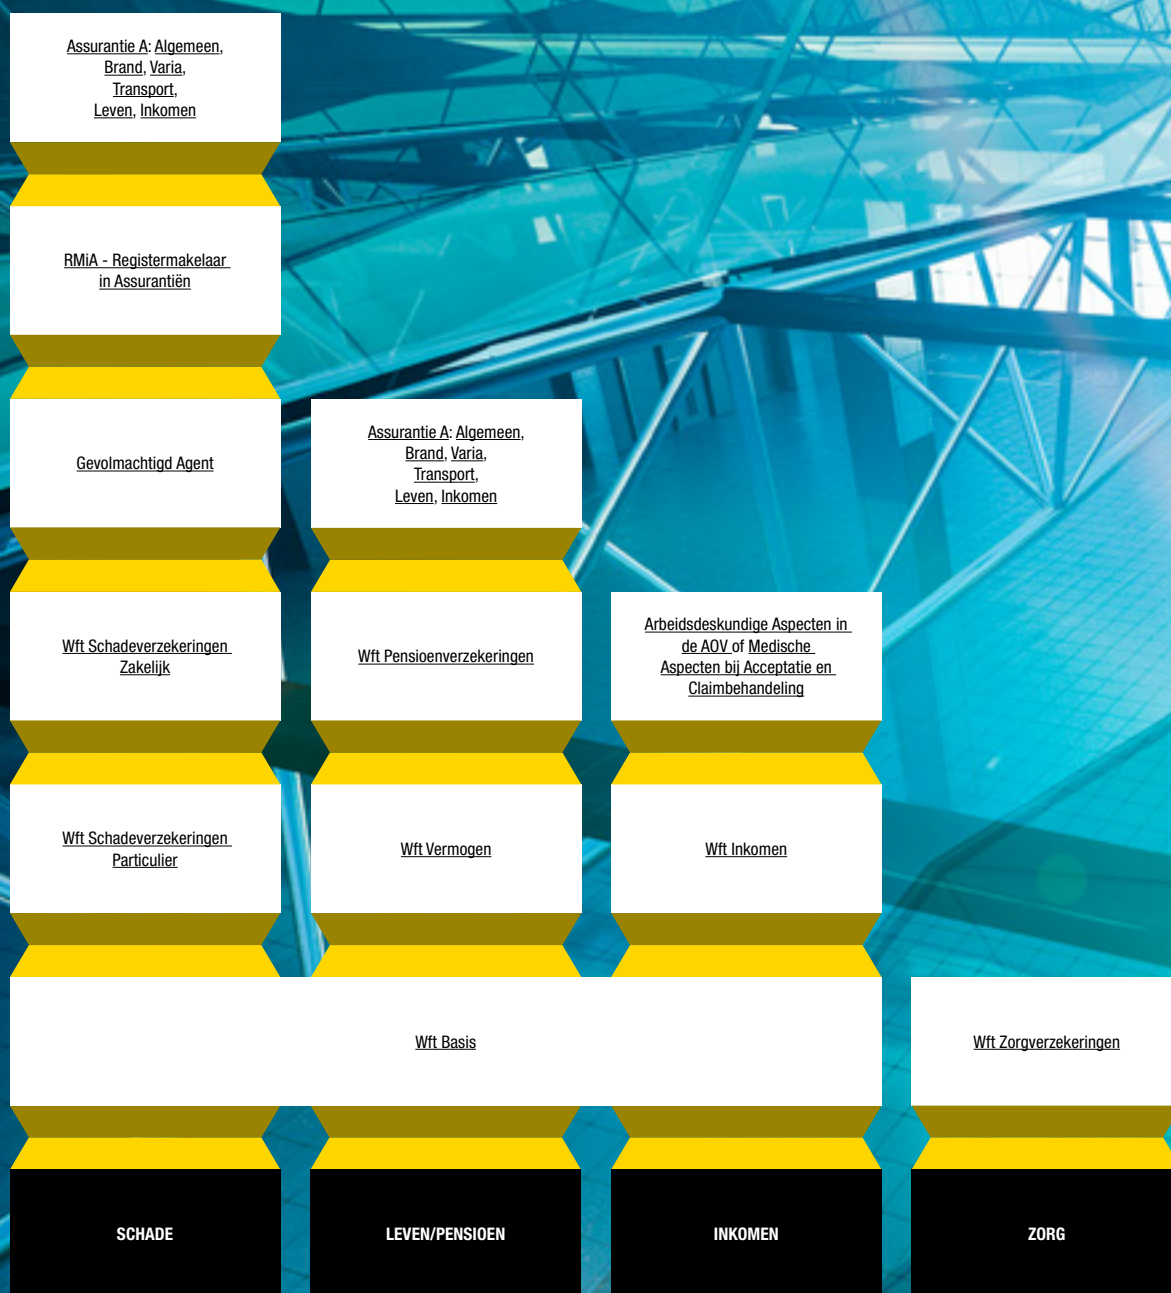 Assurantie A: Algemeen,
Brand, Varia,
Transport,
Leven, Inkomen
RMiA - Registermakelaar
in Assurantiën
Gevolmachtigd Agent
Assurantie A: Algemeen,
Brand, Varia,
Transport,
Leven, Inkomen
Wft Schadeverzekeringen
Zakelijk
Wft Pensioenverzekeringen
Arbeidsdeskundige Aspecten in
de AOV of Medische
Aspecten bij Acceptatie en
Claimbehandeling
Wft Schadeverzekeringen
Particulier
Wft Vermogen
Wft Inkomen
Wft Basis
Wft Zorgverzekeringen
SCHADE
LEVEN/PENSIOEN
INKOMEN
ZORG